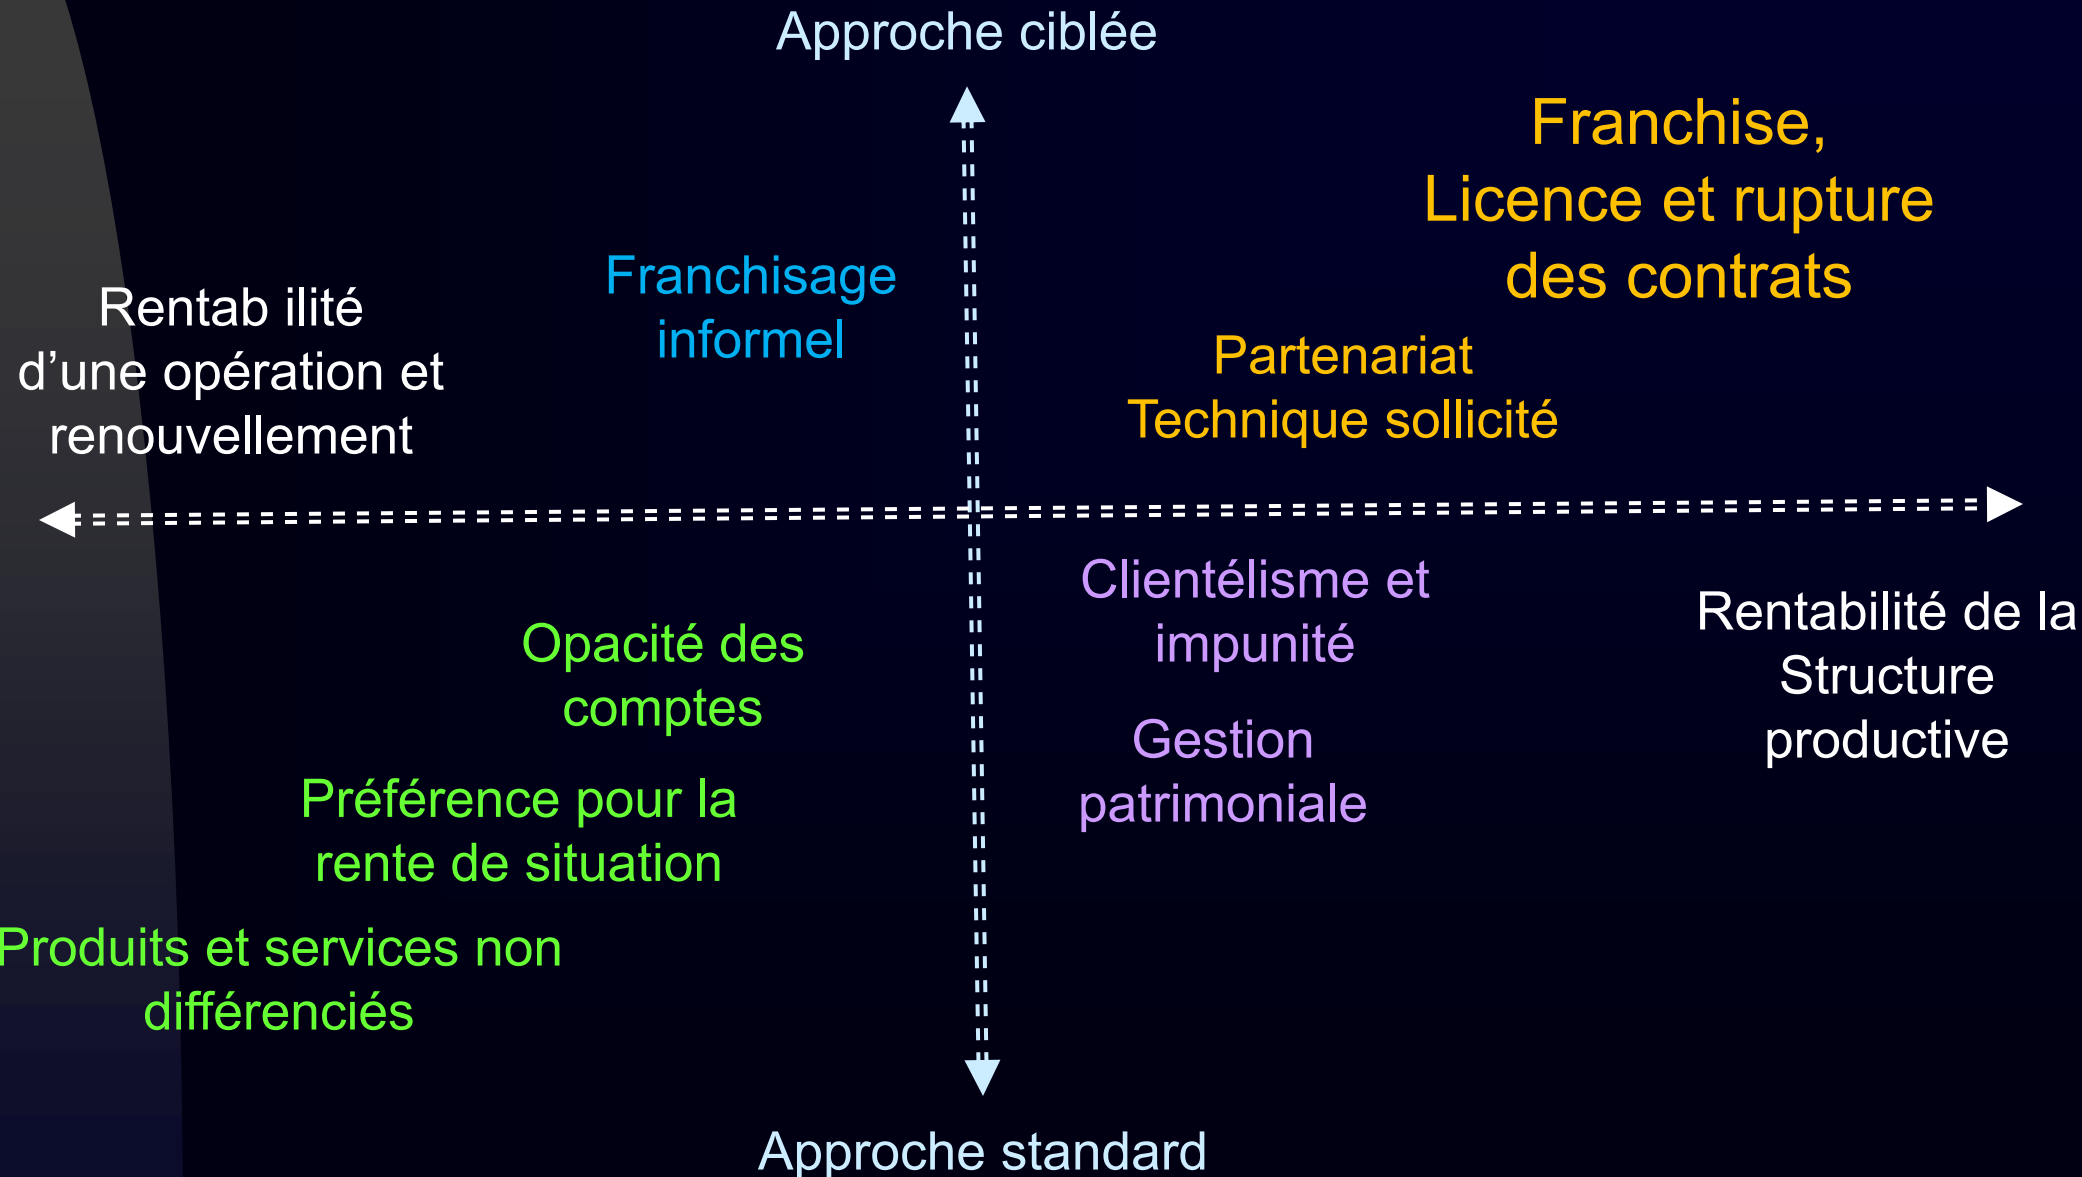 Approche ciblée
Franchise,
Licence et rupture
des contrats
Franchisage
informel
Rentab ilité
d’une opération et
renouvellement
Partenariat
Technique sollicité
Clientélisme et
impunité
Rentabilité de la
Structure
productive
Opacité des
comptes
Gestion
patrimoniale
Préférence pour la
rente de situation
Produits et services non
différenciés
Approche standard